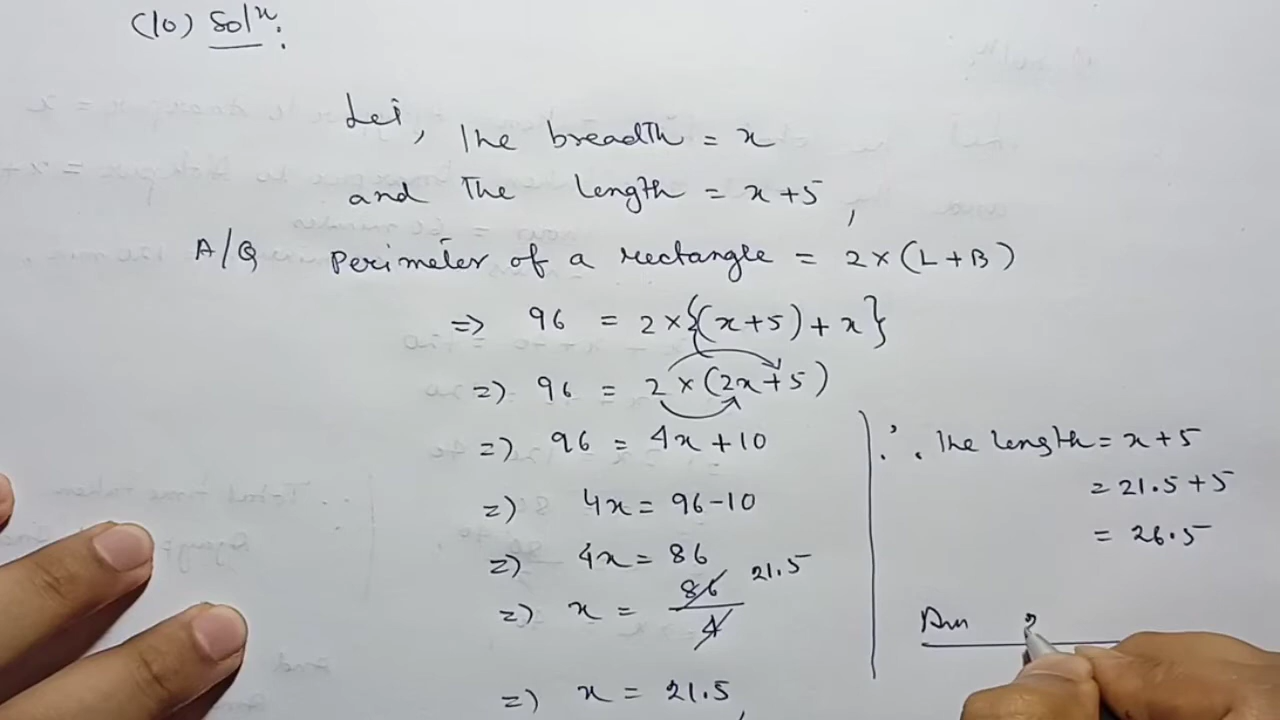 (10) Solⁿ:
Let, the breadth = x
and the length = x+5,
A/Q Perimeter of a rectangle = 2×(L+B)
=> 96 = 2×{(x+5)+x}
=) 96 = 2×(2x+5)
=) 96 = 4x+10
=) 4x = 96-10
=) 4x = 86
=) x = 86/4 21.5
=) x = 21.5,
∴ The length = x+5
= 21.5+5
= 26.5
Ans